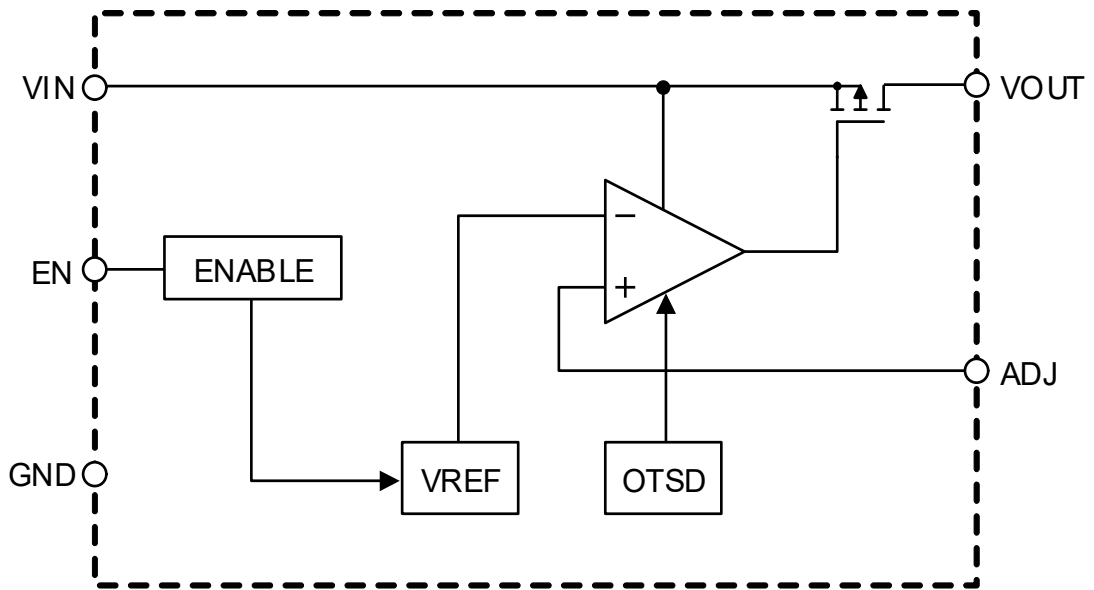 VIN
VOUT
−
EN
ENABLE
+
ADJ
GND
VREF
OTSD